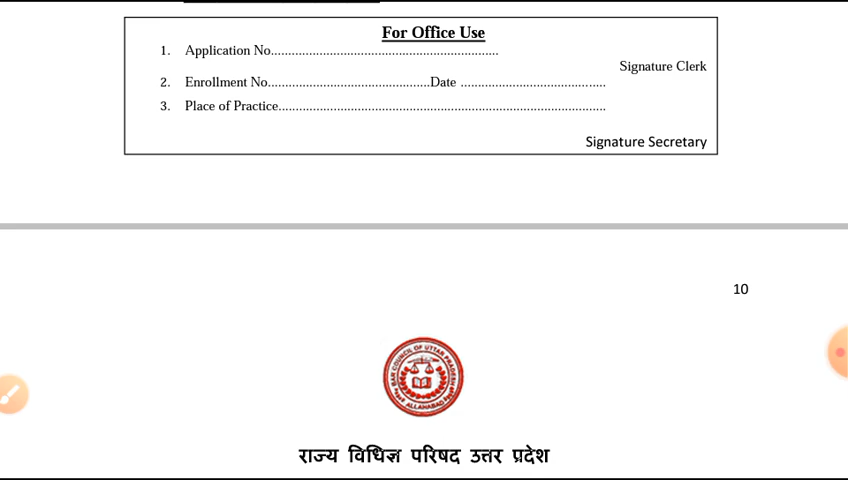 For Office Use
1. Application No....................................................................
Signature Clerk
2. Enrollment No.................................................Date ...........................................
3. Place of Practice...................................................................................................
Signature Secretary
10
BAR COUNCIL OF UTTAR PRADESH
ALLAHABAD
राज्य विधिज्ञ परिषद उत्तर प्रदेश